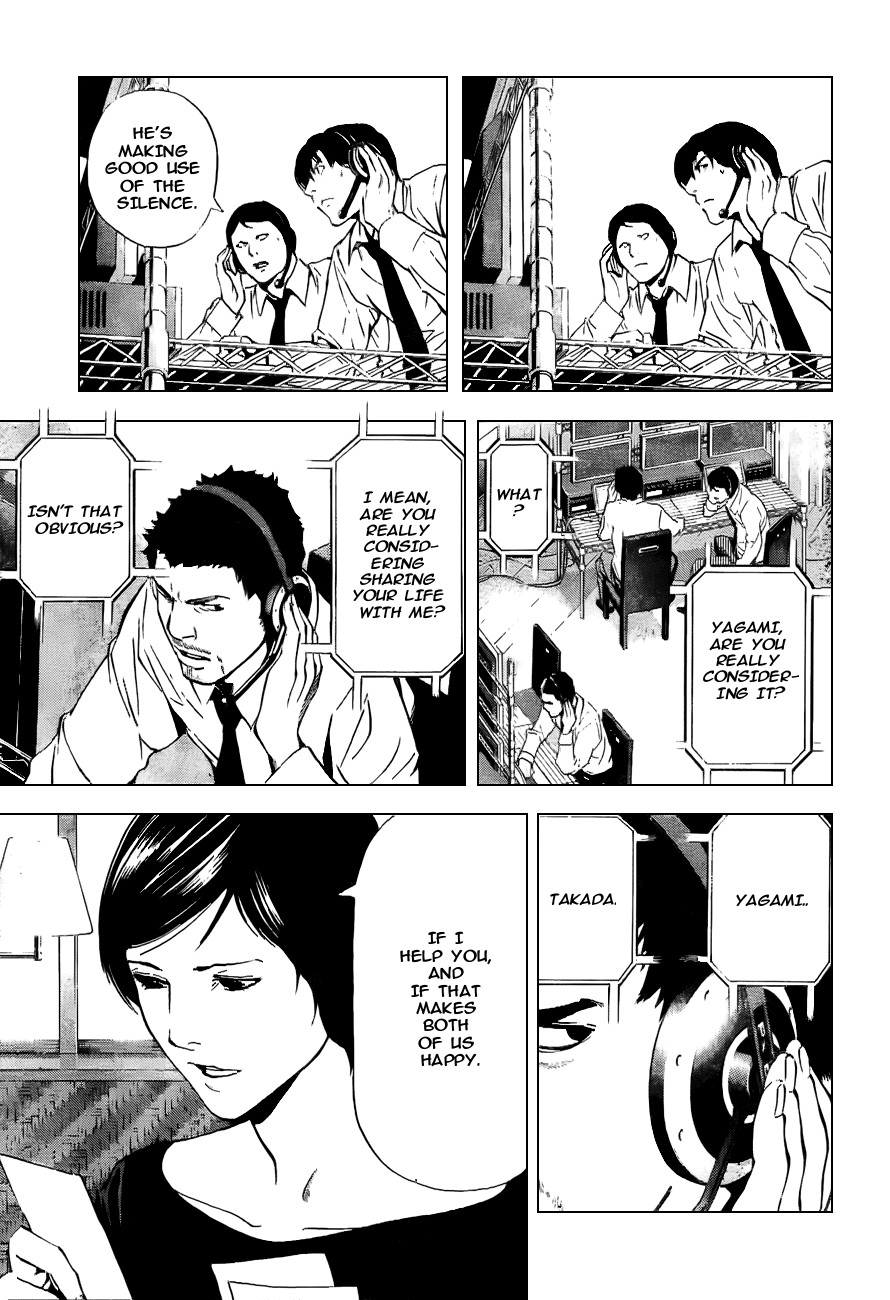 HE'S
MAKING
GOOD USE
OF THE
SILENCE.
WHAT
?
YAGAMI,
ARE YOU
REALLY
CONSIDER-
ING IT?
I MEAN,
ARE YOU
REALLY
CONSID-
ERING
SHARING
YOUR LIFE
WITH ME?
ISN'T THAT
OBVIOUS?
YAGAMI..
TAKADA.
IF I
HELP YOU,
AND
IF THAT
MAKES
BOTH
OF US
HAPPY.